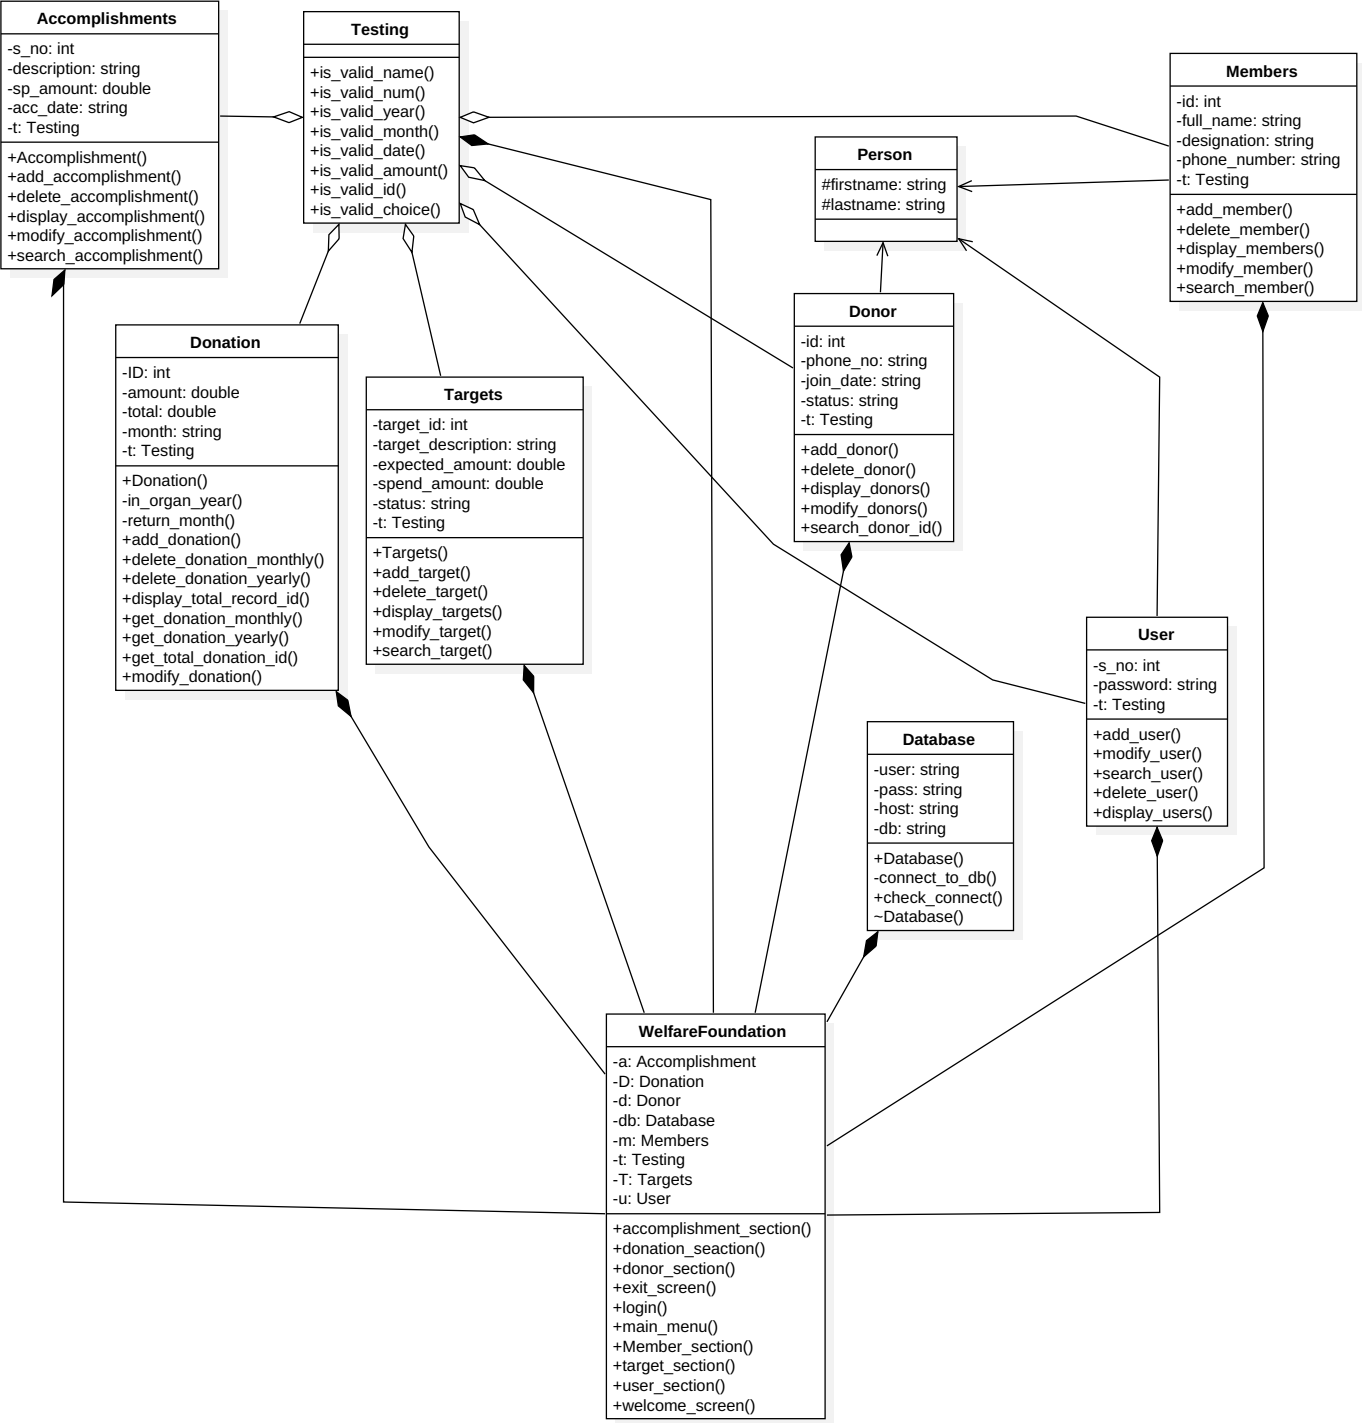 Accomplishments
-s_no: int
-description: string
-sp_amount: double
-acc_date: string
-t: Testing
+Accomplishment()
+add_accomplishment()
+delete_accomplishment()
+display_accomplishment()
+modify_accomplishment()
+search_accomplishment()
Testing
+is_valid_name()
+is_valid_num()
+is_valid_year()
+is_valid_month()
+is_valid_date()
+is_valid_amount()
+is_valid_id()
+is_valid_choice()
Members
-id: int
-full_name: string
-designation: string
-phone_number: string
-t: Testing
+add_member()
+delete_member()
+display_members()
+modify_member()
+search_member()
Person
#firstname: string
#lastname: string
Donor
-id: int
-phone_no: string
-join_date: string
-status: string
-t: Testing
+add_donor()
+delete_donor()
+display_donors()
+modify_donors()
+search_donor_id()
Donation
-ID: int
-amount: double
-total: double
-month: string
-t: Testing
+Donation()
-in_organ_year()
-return_month()
+add_donation()
+delete_donation_monthly()
+delete_donation_yearly()
+display_total_record_id()
+get_donation_monthly()
+get_donation_yearly()
+get_total_donation_id()
+modify_donation()
Targets
-target_id: int
-target_description: string
-expected_amount: double
-spend_amount: double
-status: string
-t: Testing
+Targets()
+add_target()
+delete_target()
+display_targets()
+modify_target()
+search_target()
User
-s_no: int
-password: string
-t: Testing
+add_user()
+modify_user()
+search_user()
+delete_user()
+display_users()
Database
-user: string
-pass: string
-host: string
-db: string
+Database()
-connect_to_db()
+check_connect()
~Database()
WelfareFoundation
-a: Accomplishment
-D: Donation
-d: Donor
-db: Database
-m: Members
-t: Testing
-T: Targets
-u: User
+accomplishment_section()
+donation_seaction()
+donor_section()
+exit_screen()
+login()
+main_menu()
+Member_section()
+target_section()
+user_section()
+welcome_screen()